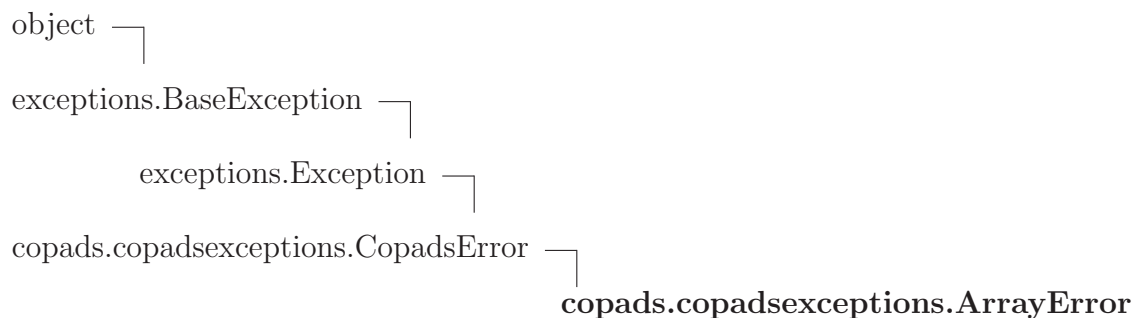 object
exceptions.BaseException
exceptions.Exception
copads.copadsexceptions.CopadsError
copads.copadsexceptions.ArrayError